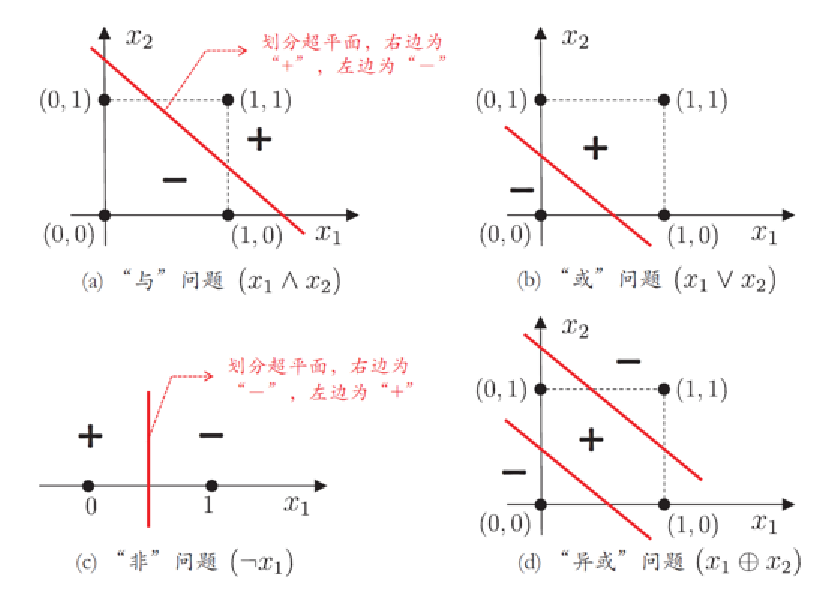 x₂
划分超平面，右边为
“+”，左边为“−”
(0, 1)
(1, 1)
+
−
(0, 0)
(1, 0)
x₁
(a) “与” 问题 (x₁ ∧ x₂)
x₂
(0, 1)
(1, 1)
+
−
(0, 0)
(1, 0)
x₁
(b) “或” 问题 (x₁ ∨ x₂)
划分超平面，右边为
“−”，左边为“+”
+
−
0
1
x₁
(c) “非” 问题 (¬x₁)
x₂
−
(0, 1)
(1, 1)
+
−
(0, 0)
(1, 0)
x₁
(d) “异或” 问题 (x₁ ⊕ x₂)